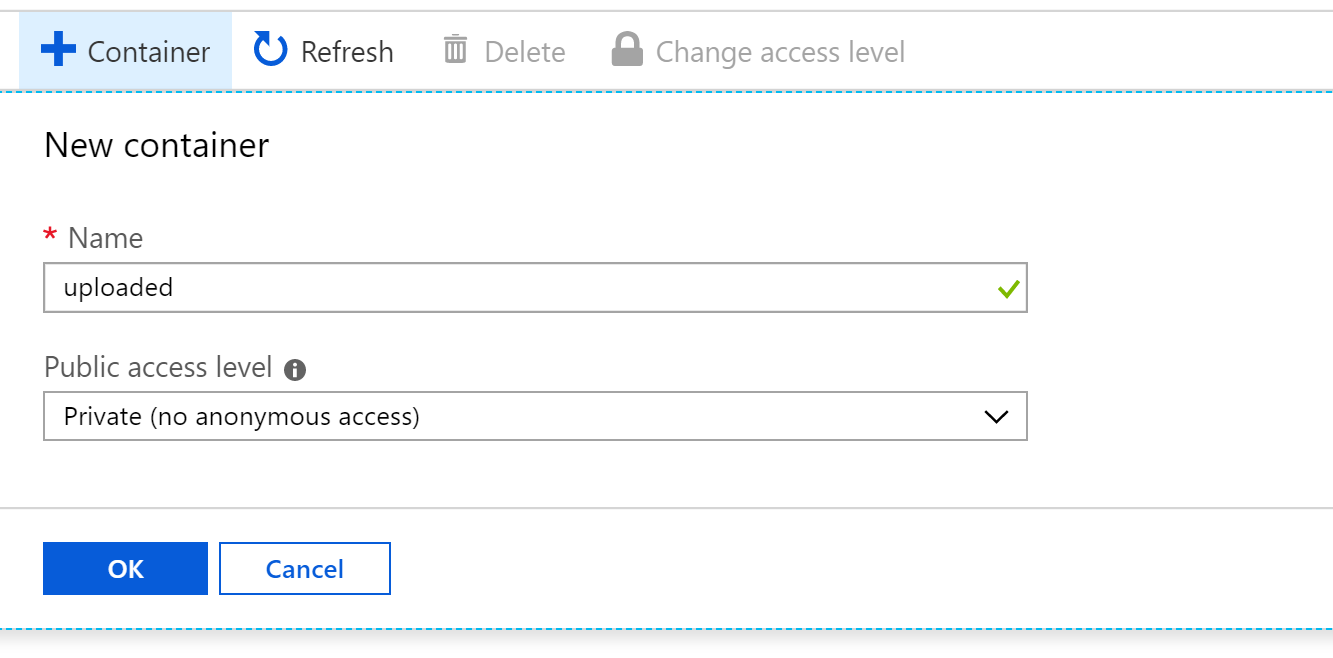 Container Refresh Delete Change access level
New container
* Name
uploaded
Public access level
Private (no anonymous access)
OK Cancel